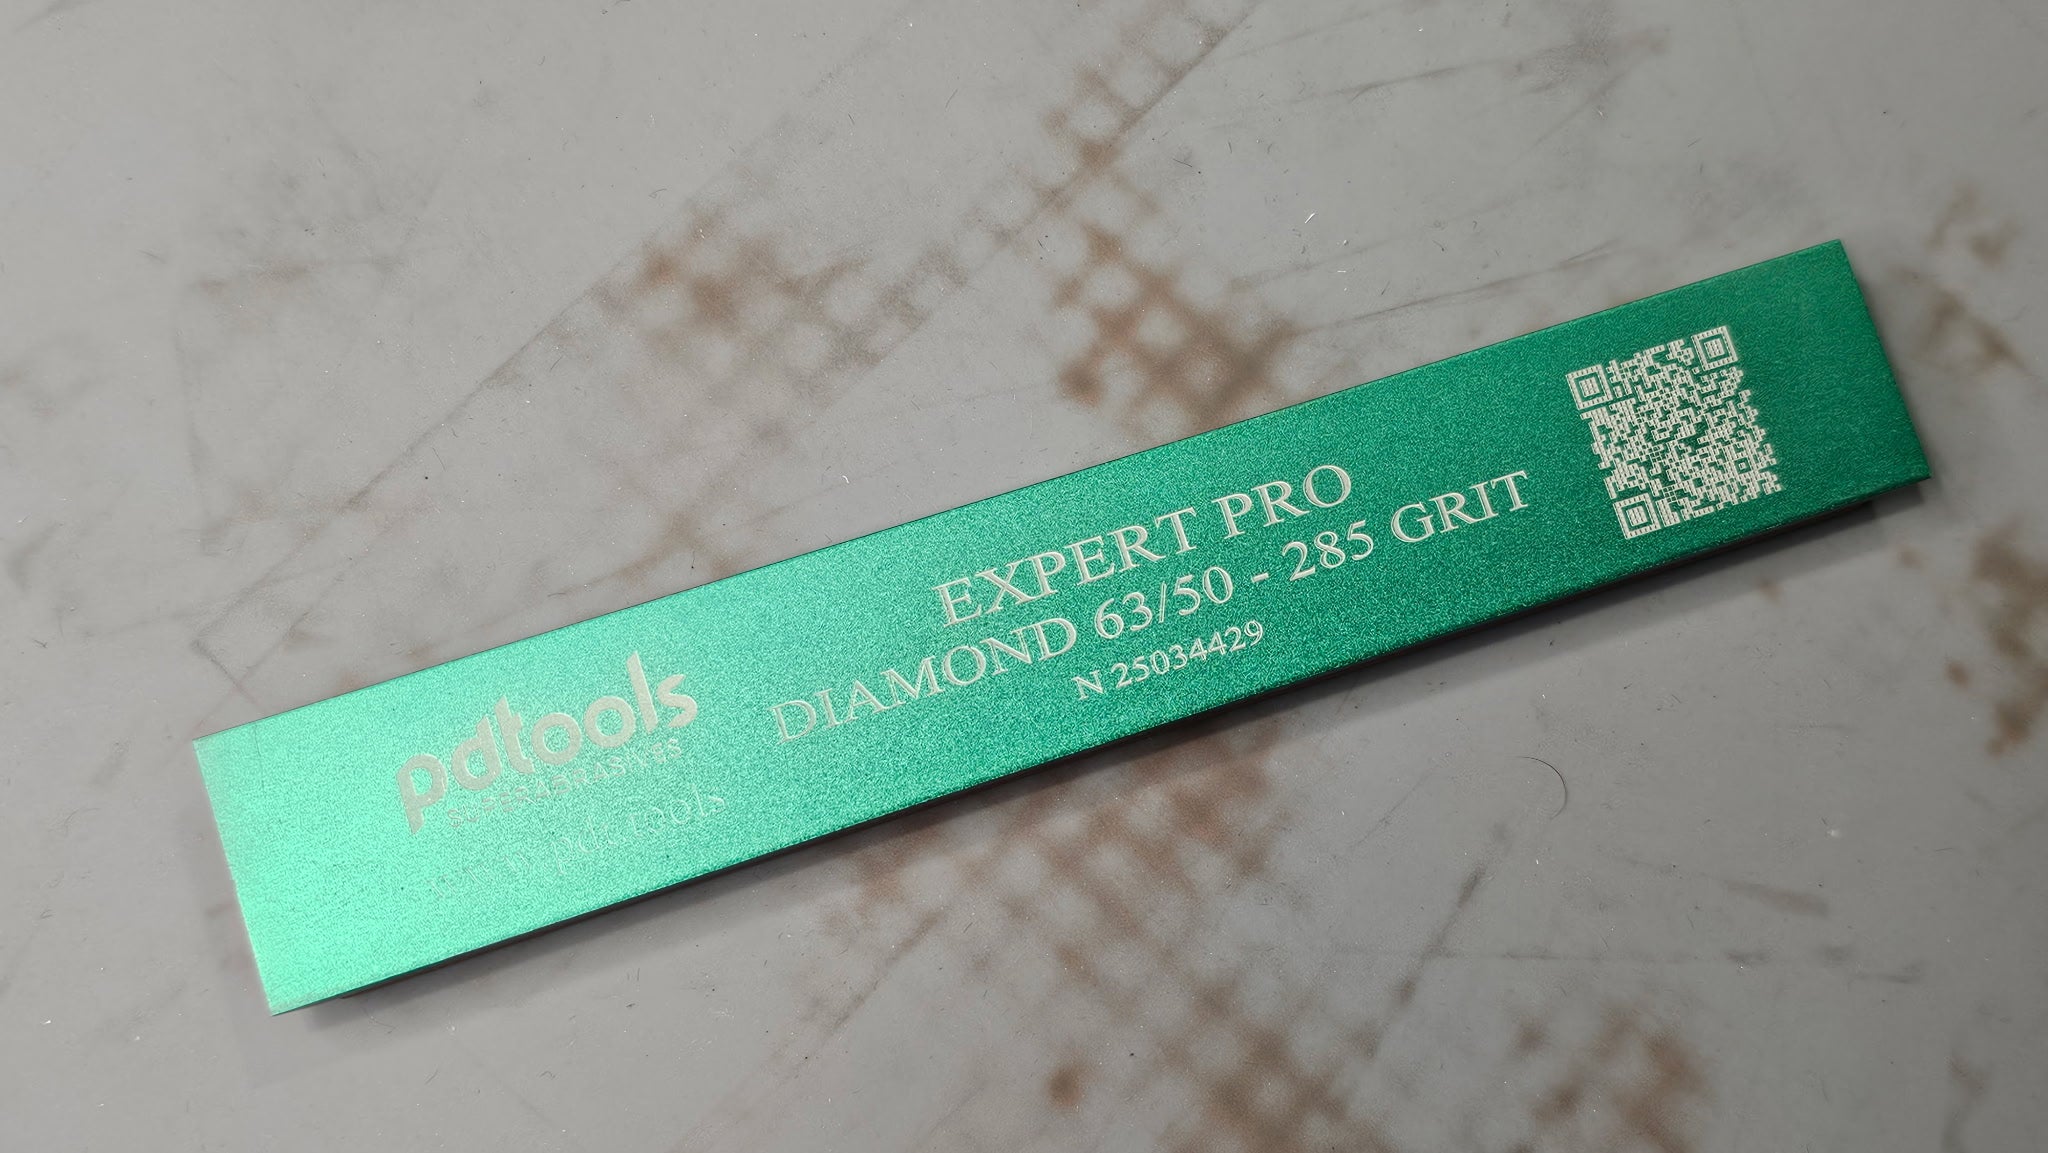 pdtools
SUPERABRASIVES
EXPERT PRO
DIAMOND 63/50 - 285 GRIT
N 25034429